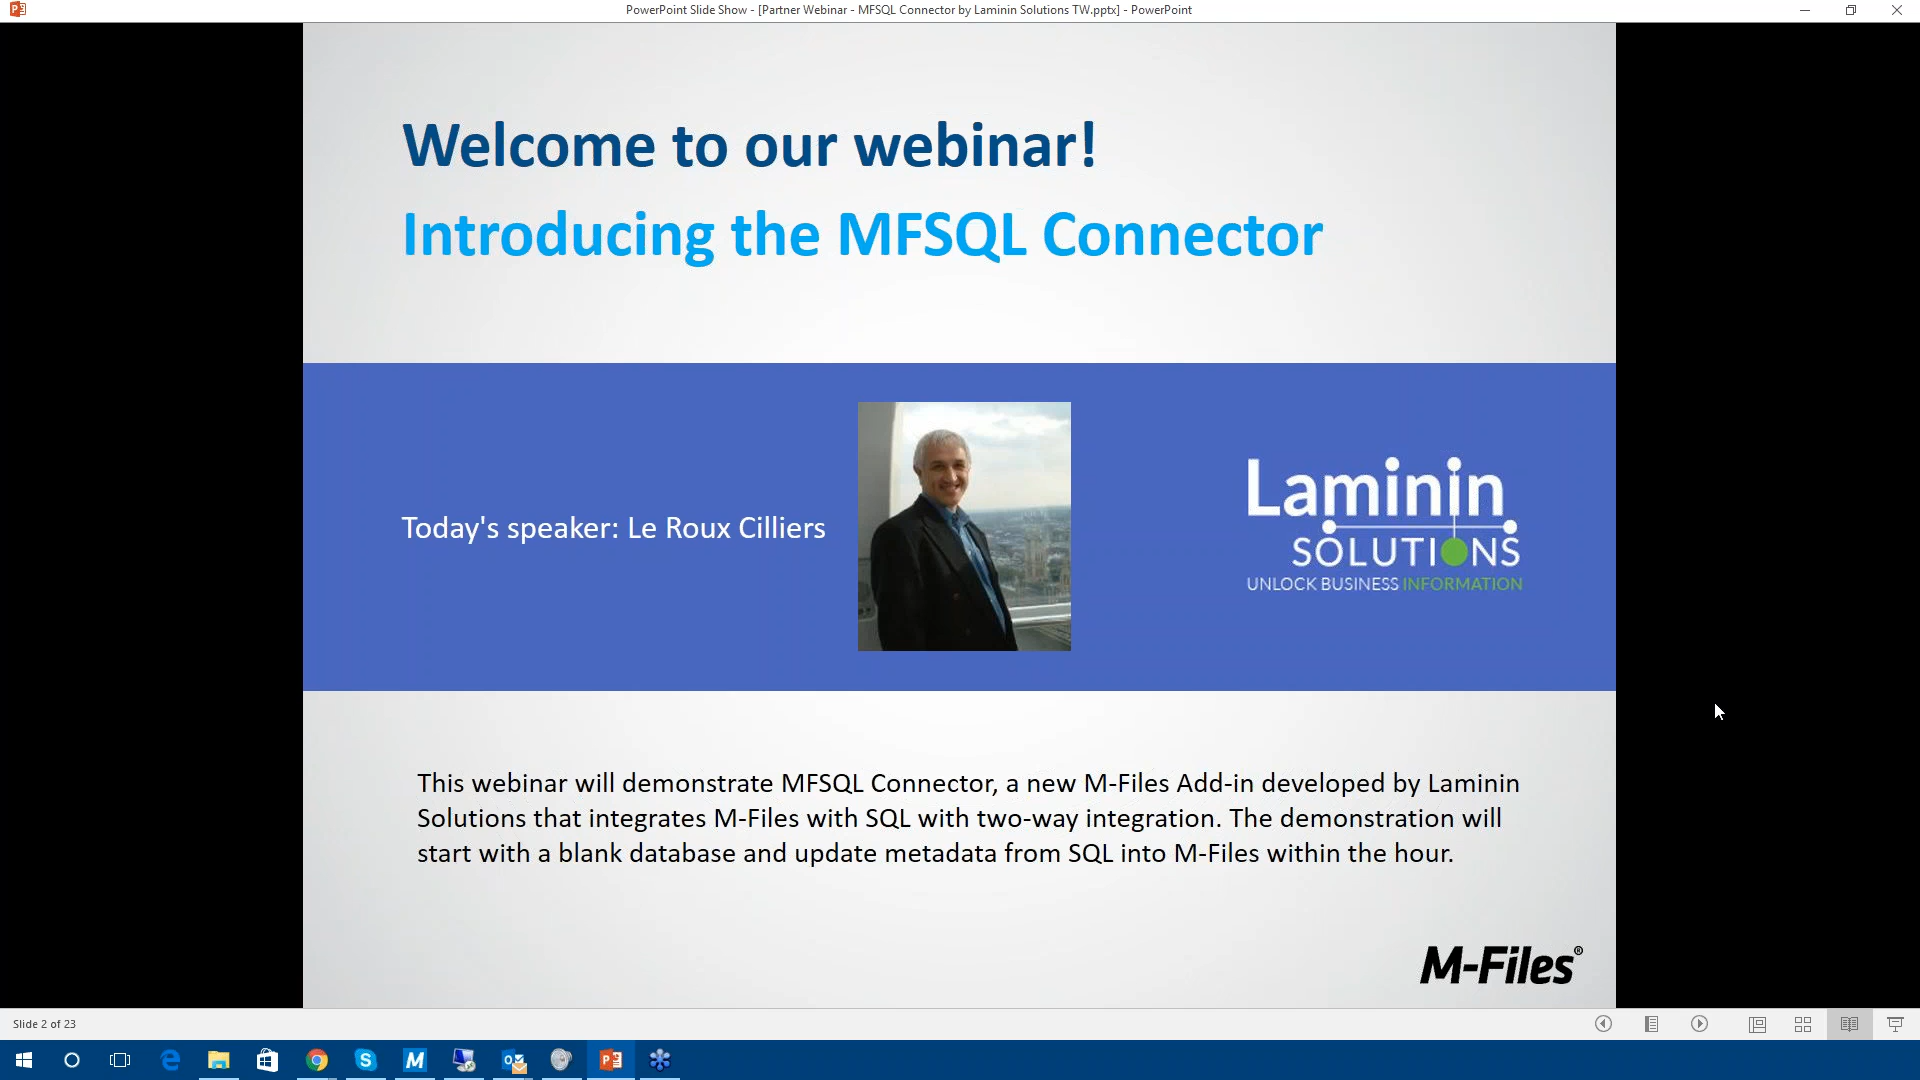 PowerPoint Slide Show - [Partner Webinar - MFSQL Connector by Laminin Solutions TW.pptx] - PowerPoint
Welcome to our webinar!
Introducing the MFSQL Connector
Today's speaker: Le Roux Cilliers
Laminin
SOLUTIONS
UNLOCK BUSINESS INFORMATION
This webinar will demonstrate MFSQL Connector, a new M-Files Add-in developed by Laminin
Solutions that integrates M-Files with SQL with two-way integration. The demonstration will
start with a blank database and update metadata from SQL into M-Files within the hour.
M-Files®
Slide 2 of 23